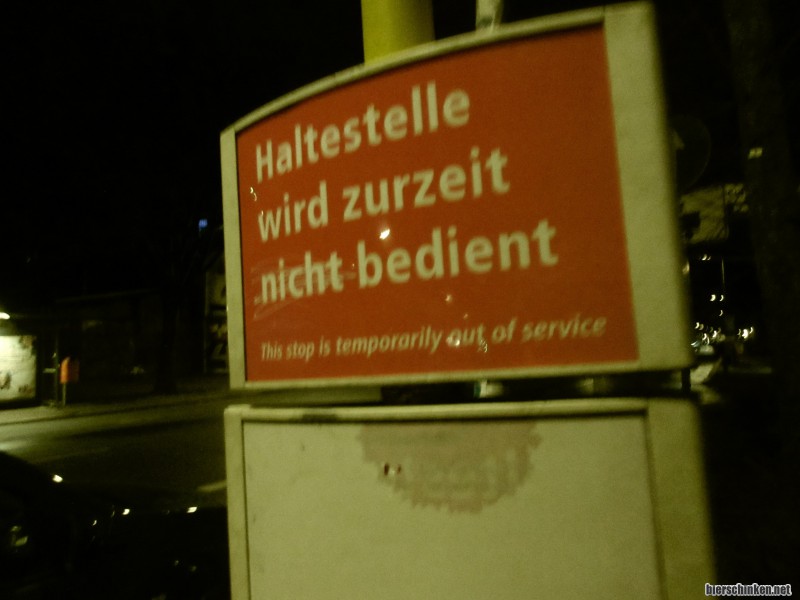 Haltestelle
wird zurzeit
nicht bedient
This stop is temporarily out of service
bierschinken.net